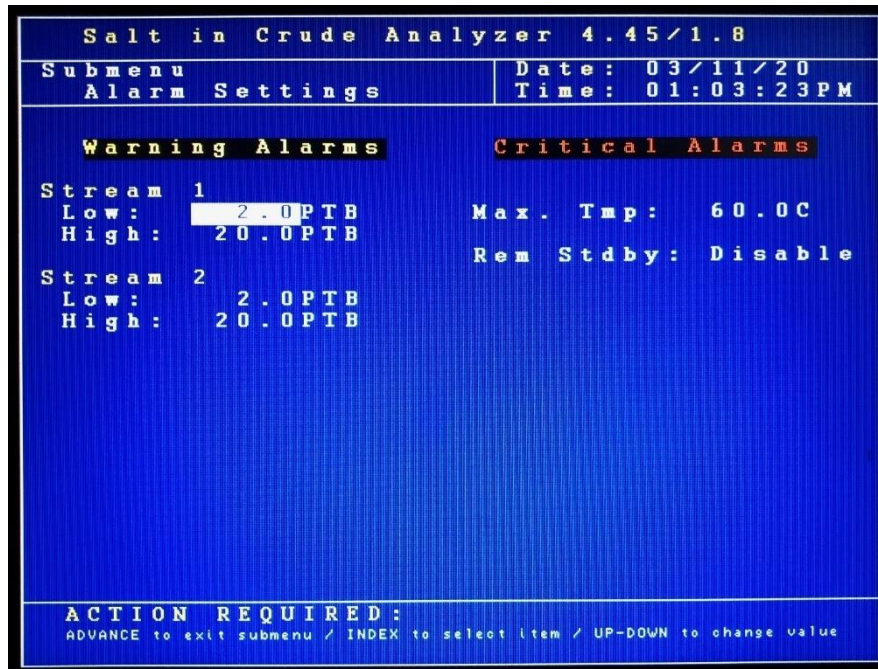 Salt in Crude Analyzer 4.45/1.8
Submenu
Alarm Settings
Date: 03/11/20
Time: 01:03:23PM
Warning Alarms
Stream 1
Low: 2.0PTB
High: 20.0PTB
Stream 2
Low: 2.0PTB
High: 20.0PTB
Critical Alarms
Max. Tmp: 60.0C
Rem Stdby: Disable
ACTION REQUIRED:
ADVANCE to exit submenu / INDEX to select item / UP-DOWN to change value